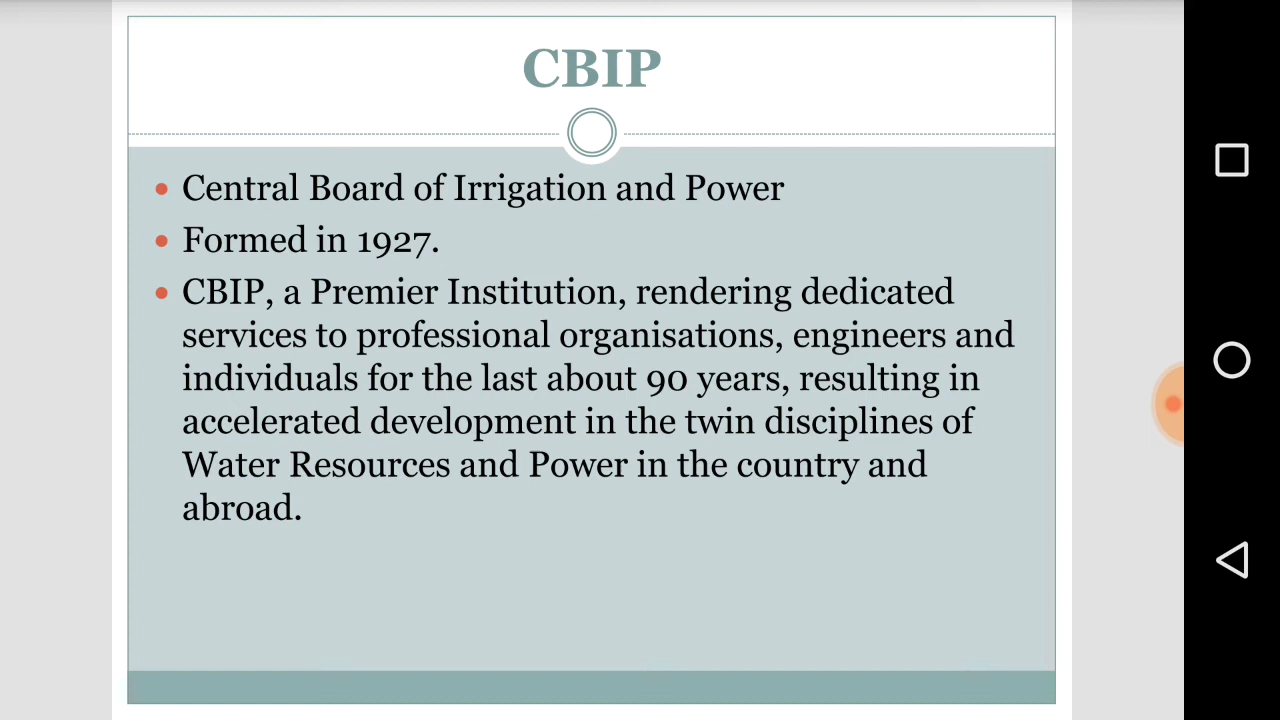 CBIP
Central Board of Irrigation and Power
Formed in 1927.
CBIP, a Premier Institution, rendering dedicated
services to professional organisations, engineers and
individuals for the last about 90 years, resulting in
accelerated development in the twin disciplines of
Water Resources and Power in the country and
abroad.